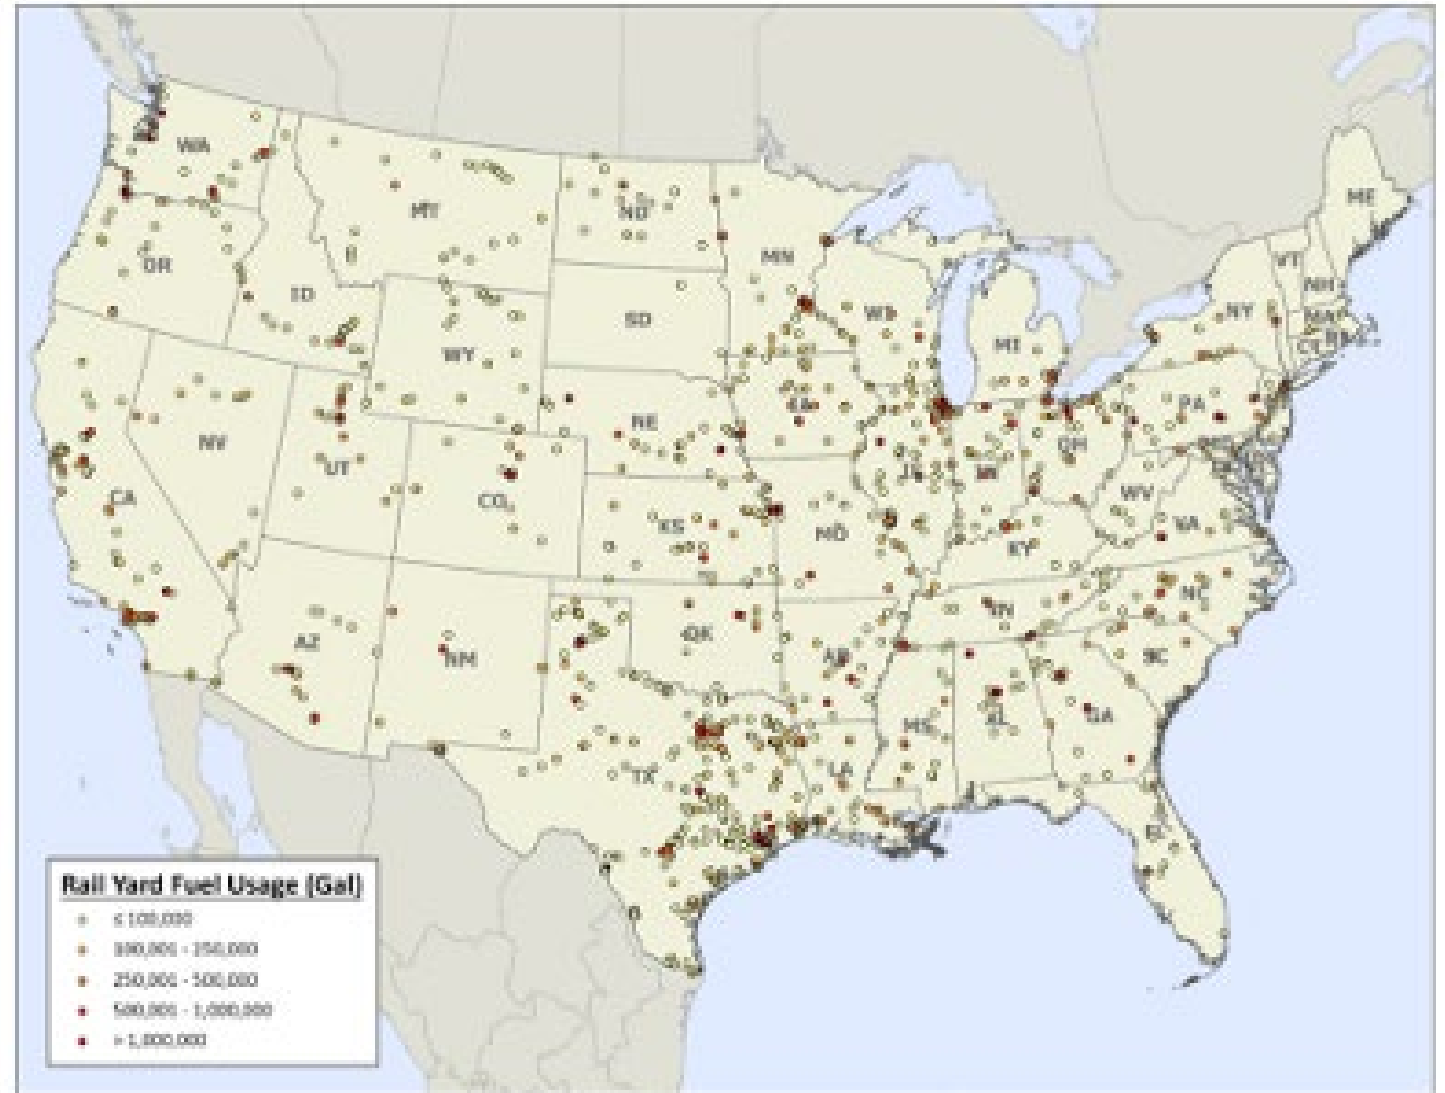 WA
ME
MT
ND
MN
VT
OR
NH
ID
WI
NY
MA
SD
MI
CT
RI
WY
IA
PA
NE
NV
OH
UT
IN
CA
CO
WV
KS
MO
VA
KY
NC
TN
AZ
OK
NM
AR
SC
MS
AL
GA
TX
LA
FL
Rail Yard Fuel Usage (Gal)
≤ 100,000
100,001 - 250,000
250,001 - 500,000
500,001 - 1,000,000
> 1,000,000